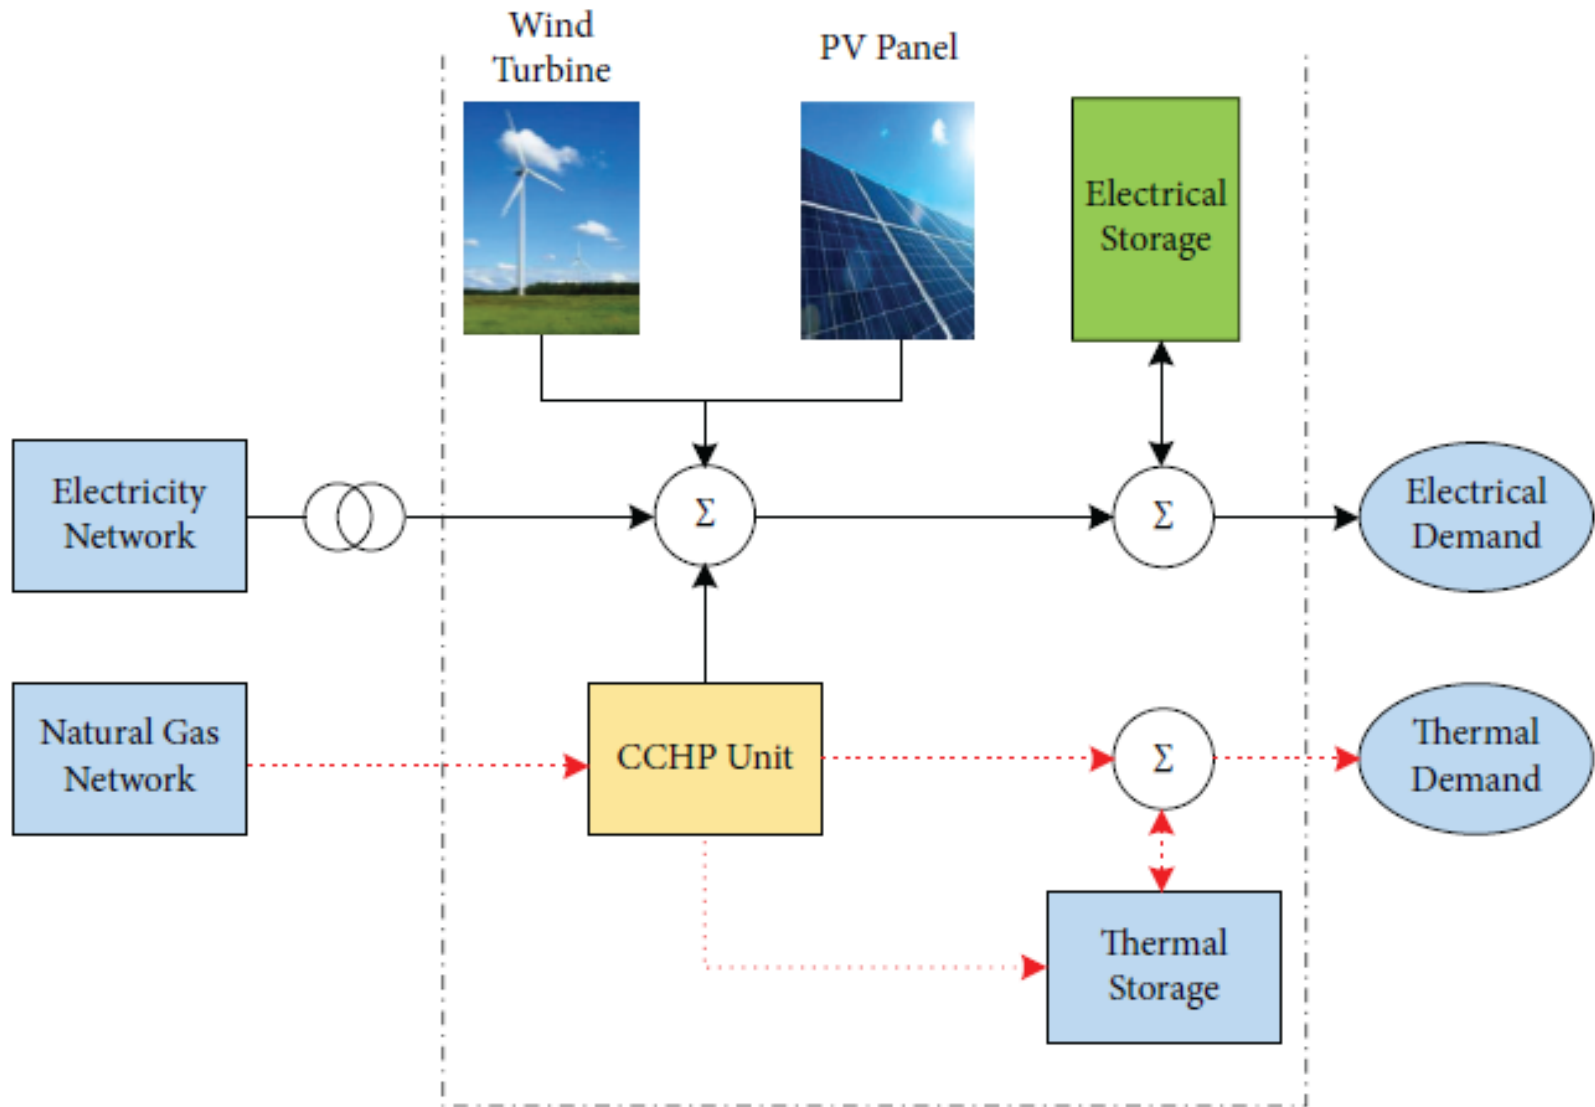 Wind
Turbine
PV Panel
Electrical
Storage
Electricity
Network
Σ
Σ
Electrical
Demand
Natural Gas
Network
CCHP Unit
Σ
Thermal
Demand
Thermal
Storage